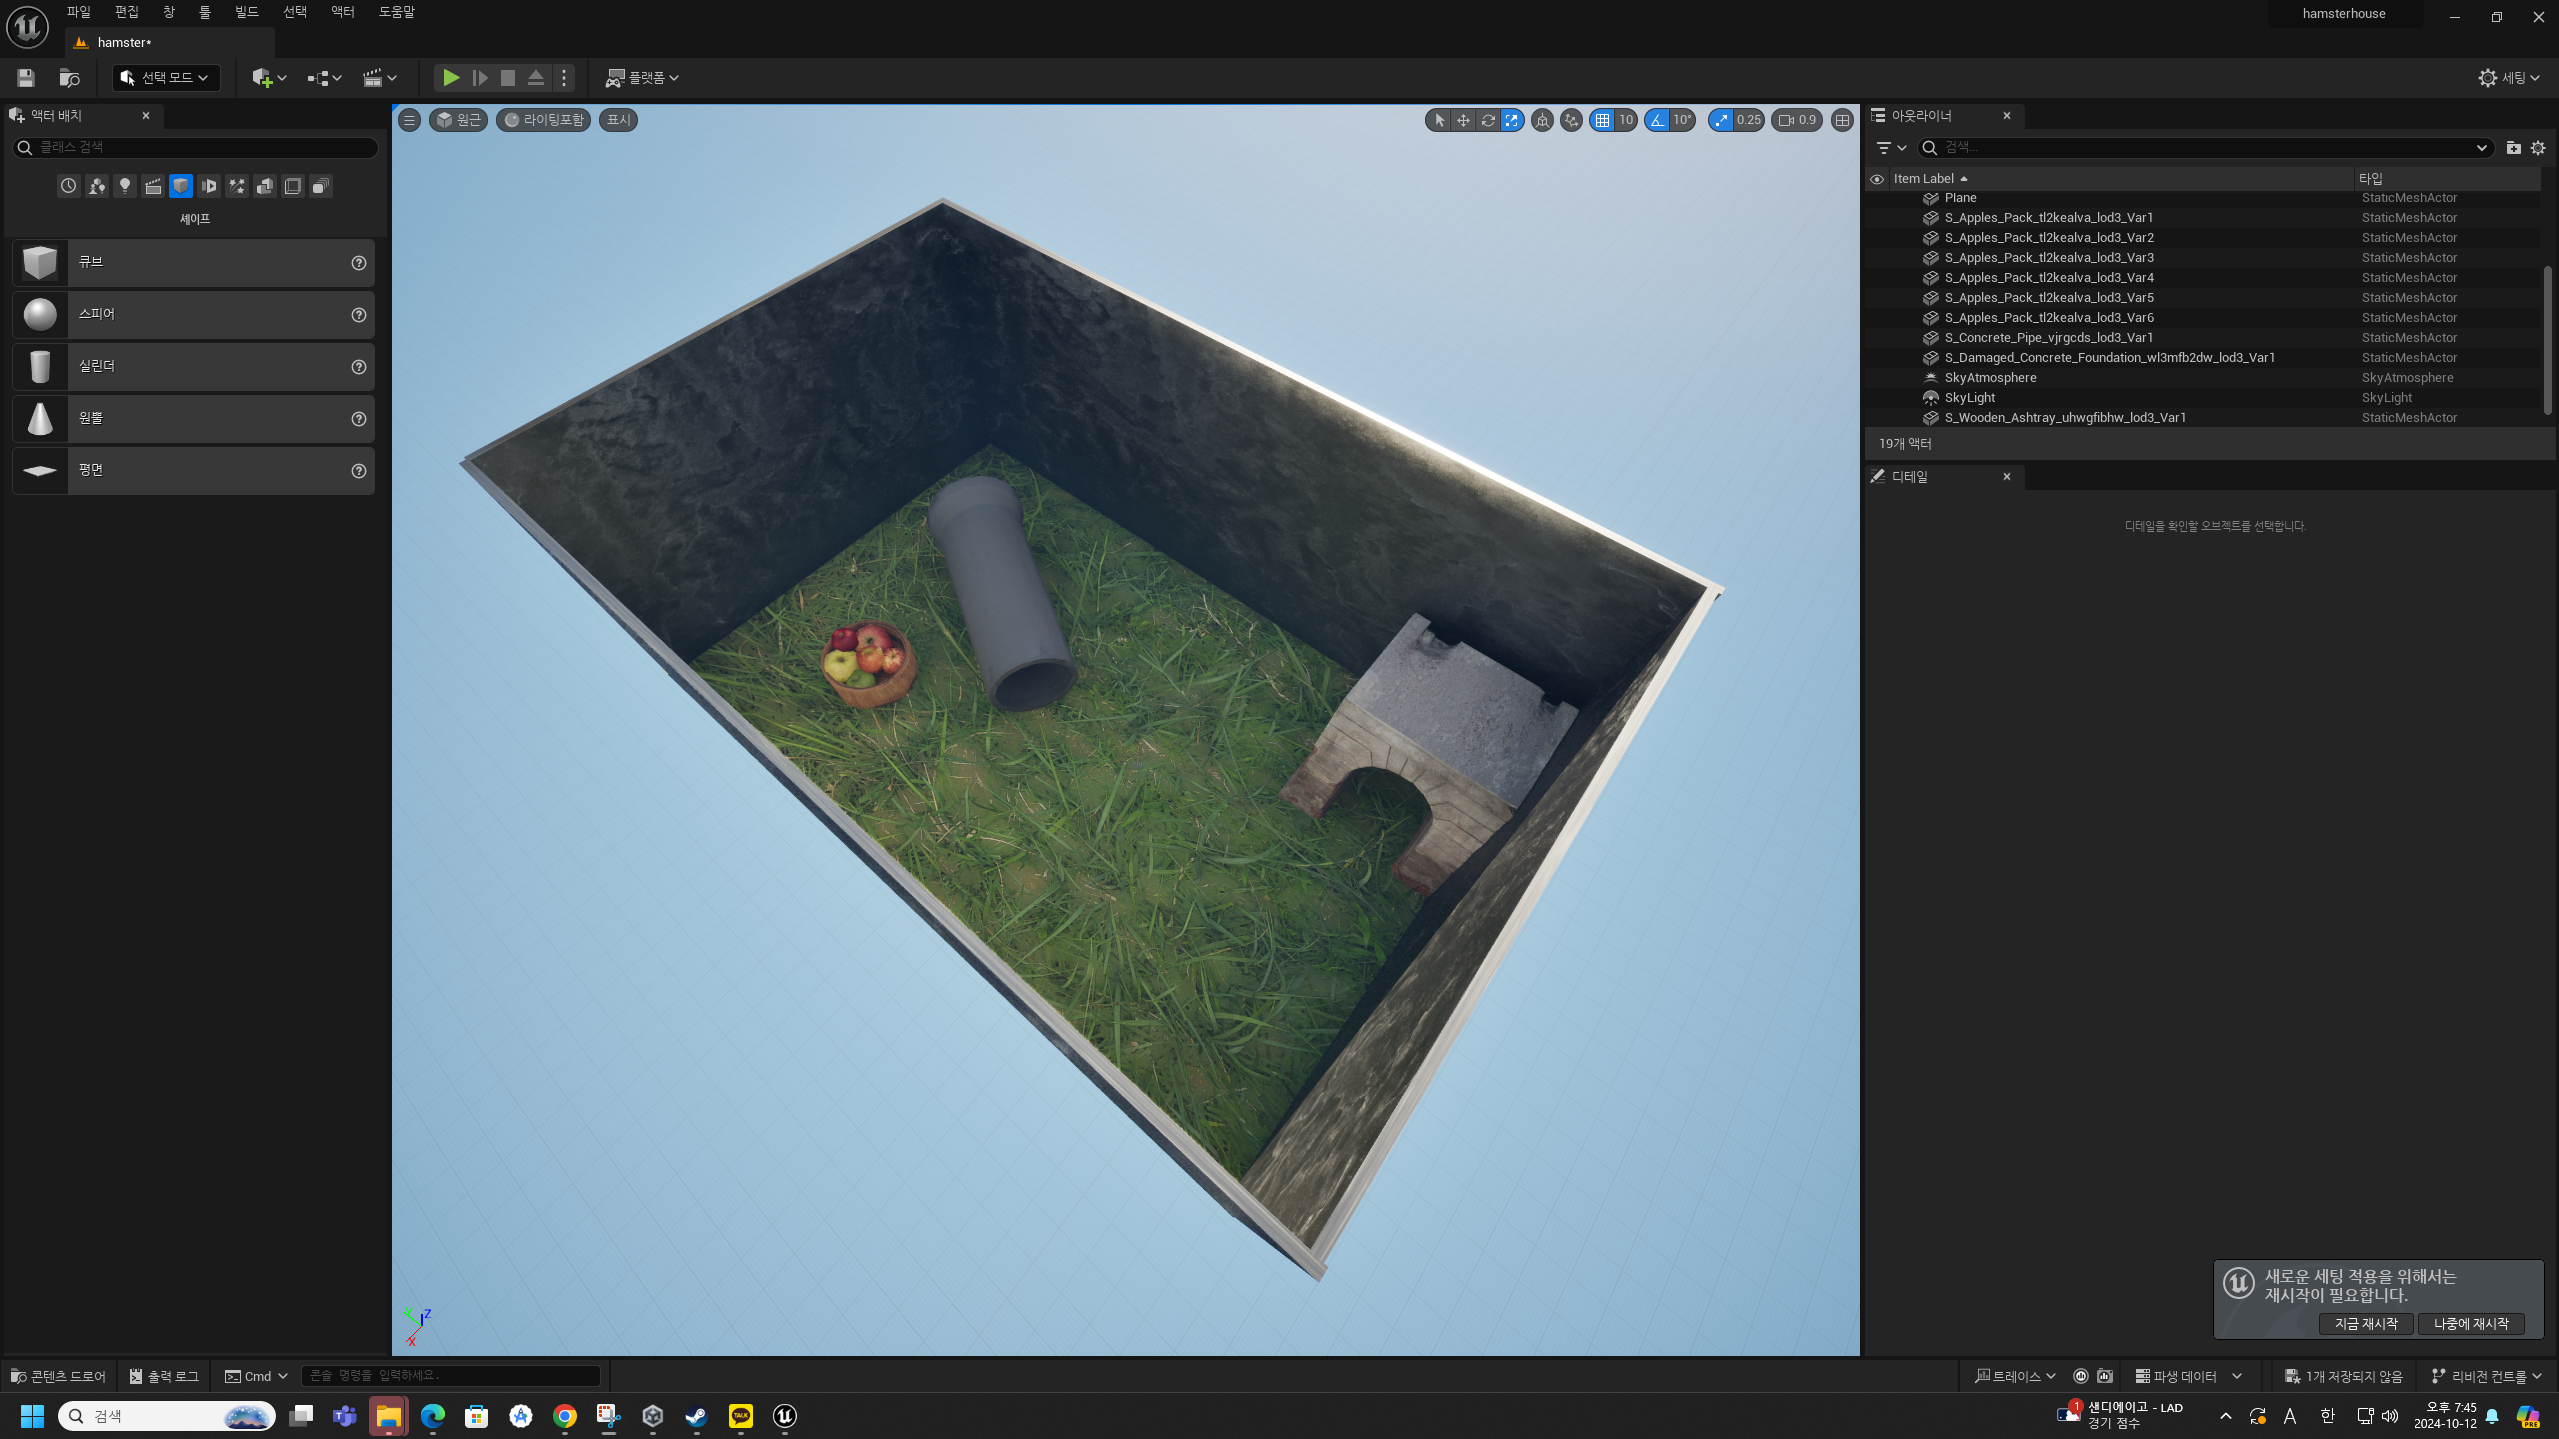 파일 편집 창 툴 빌드 선택 액터 도움말
hamsterhouse
hamster*
선택 모드
플랫폼
세팅
액터 배치
클래스 검색
셰이프
큐브
스피어
실린더
원뿔
평면
원근 라이팅포함 표시
10 10° 0.25 0.9
아웃라이너
검색...
Item Label 타입
Plane StaticMeshActor
S_Apples_Pack_tl2kealva_lod3_Var1 StaticMeshActor
S_Apples_Pack_tl2kealva_lod3_Var2 StaticMeshActor
S_Apples_Pack_tl2kealva_lod3_Var3 StaticMeshActor
S_Apples_Pack_tl2kealva_lod3_Var4 StaticMeshActor
S_Apples_Pack_tl2kealva_lod3_Var5 StaticMeshActor
S_Apples_Pack_tl2kealva_lod3_Var6 StaticMeshActor
S_Concrete_Pipe_vjrgcds_lod3_Var1 StaticMeshActor
S_Damaged_Concrete_Foundation_wl3mfb2dw_lod3_Var1 StaticMeshActor
SkyAtmosphere SkyAtmosphere
SkyLight SkyLight
S_Wooden_Ashtray_uhwgfibhw_lod3_Var1 StaticMeshActor
19개 액터
디테일
디테일을 확인할 오브젝트를 선택합니다.
Z
X
새로운 세팅 적용을 위해서는
재시작이 필요합니다.
지금 재시작 나중에 재시작
콘텐츠 드로어 출력 로그 Cmd 콘솔 명령을 입력하세요.
트레이스 파생 데이터 1개 저장되지 않음 리비전 컨트롤
검색
TALK
1
샌디에이고 - LAD
경기 점수
A 한
오후 7:45
2024-10-12
PRE